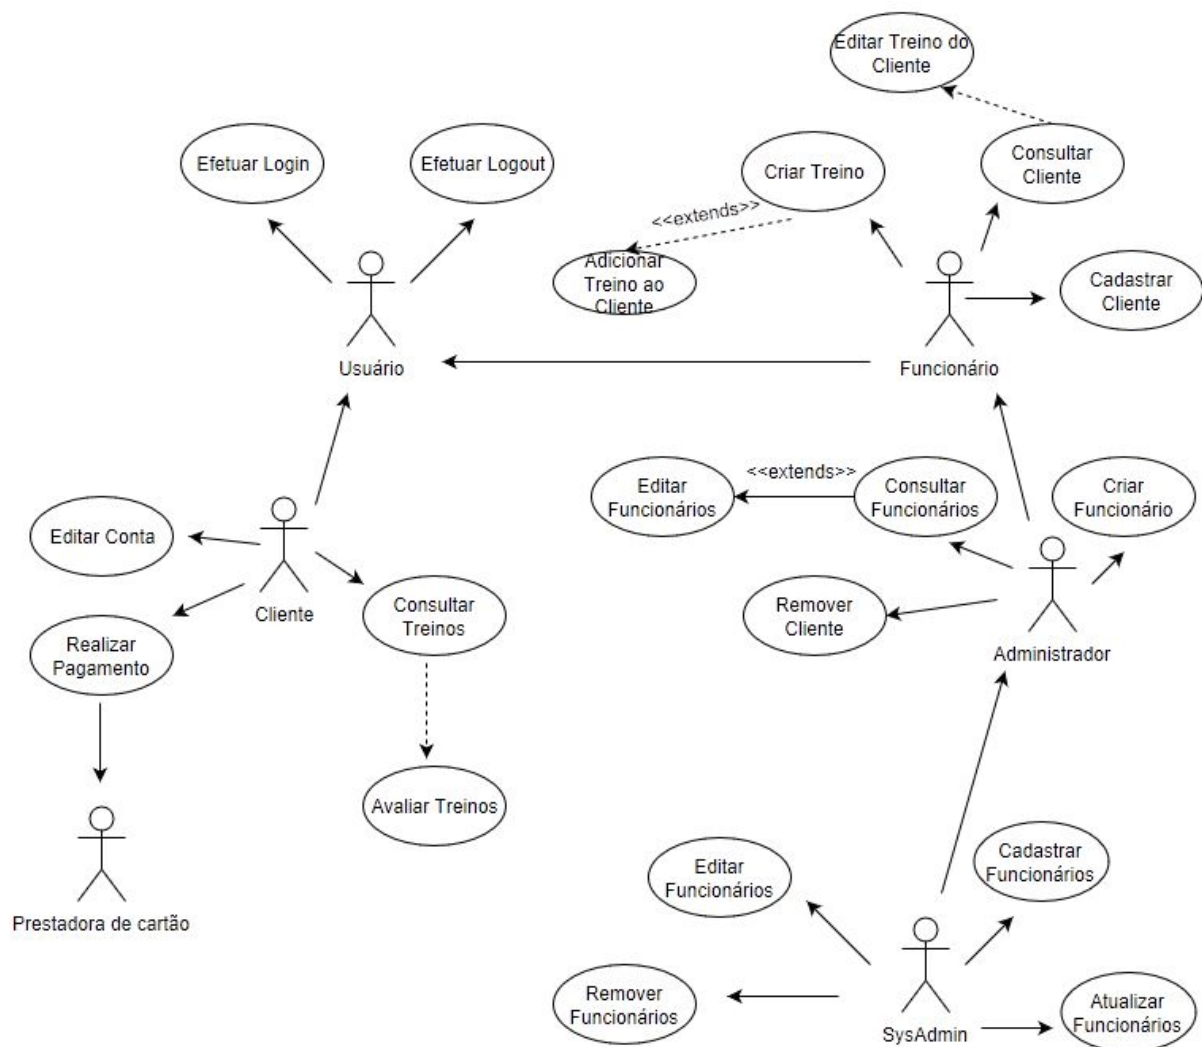 Editar Treino do
Cliente
Efetuar Login
Efetuar Logout
Criar Treino
Consultar
Cliente
<<extends>>
Adicionar
Treino ao
Cliente
Cadastrar
Cliente
Usuário
Funcionário
Editar
Funcionários
<<extends>>
Consultar
Funcionários
Criar
Funcionário
Editar Conta
Cliente
Consultar
Treinos
Remover
Cliente
Realizar
Pagamento
Administrador
Avaliar Treinos
Editar
Funcionários
Cadastrar
Funcionários
Prestadora de cartão
Remover
Funcionários
SysAdmin
Atualizar
Funcionários